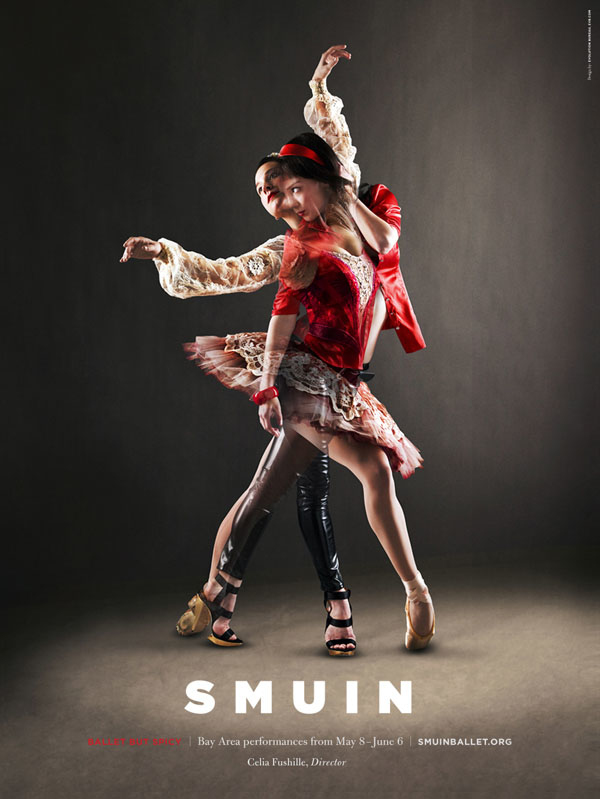 SMUIN
BALLET BUT SPICY | Bay Area performances from May 8–June 6 | SMUINBALLET.ORG
Celia Fushille, Director